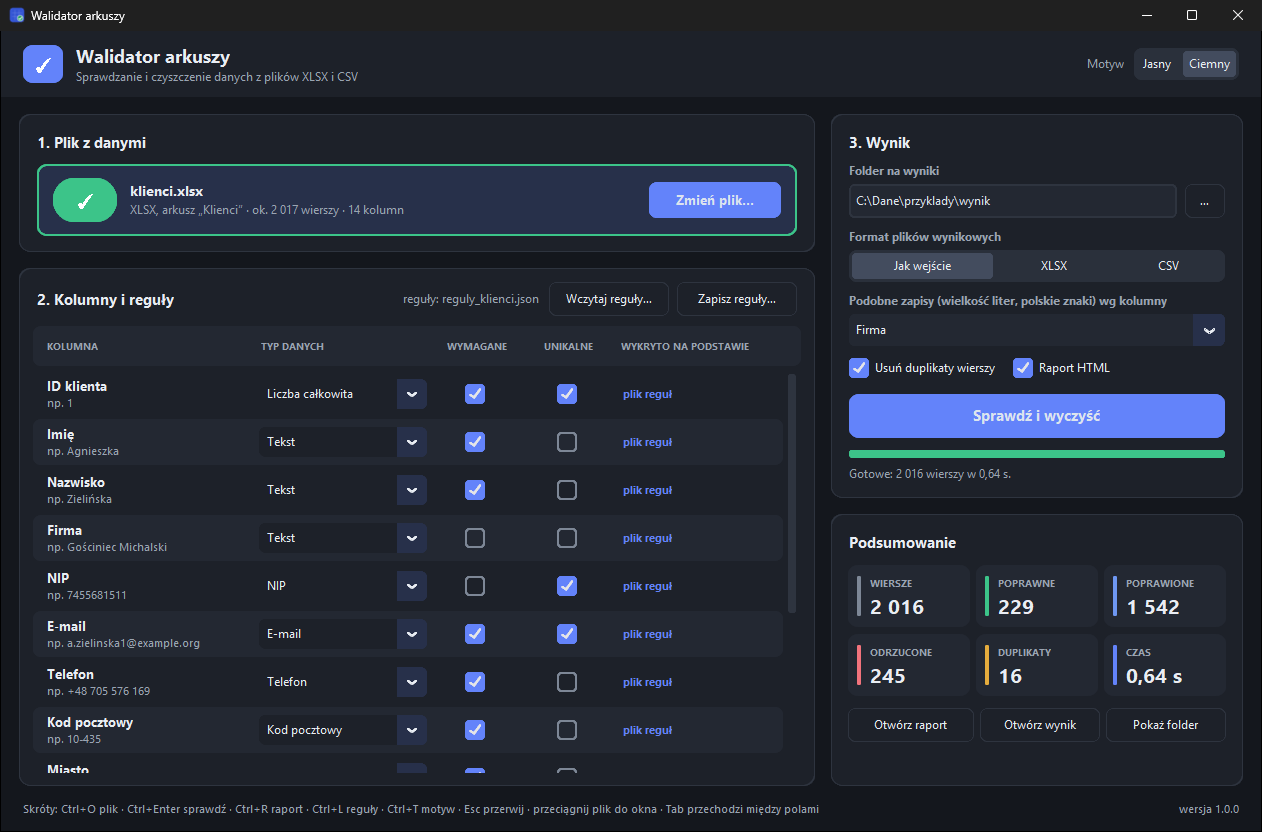 Walidator arkuszy
Walidator arkuszy
Sprawdzanie i czyszczenie danych z plików XLSX i CSV
Motyw Jasny Ciemny
1. Plik z danymi
klienci.xlsx
XLSX, arkusz „Klienci” · ok. 2 017 wierszy · 14 kolumn
Zmień plik...
2. Kolumny i reguły
reguły: reguly_klienci.json
Wczytaj reguły...
Zapisz reguły...
KOLUMNA TYP DANYCH WYMAGANE UNIKALNE WYKRYTO NA PODSTAWIE
ID klienta
np. 1
Liczba całkowita
plik reguł
Imię
np. Agnieszka
Tekst
plik reguł
Nazwisko
np. Zielińska
Tekst
plik reguł
Firma
np. Gościniec Michalski
Tekst
plik reguł
NIP
np. 7455681511
NIP
plik reguł
E-mail
np. a.zielinska1@example.org
E-mail
plik reguł
Telefon
np. +48 705 576 169
Telefon
plik reguł
Kod pocztowy
np. 10-435
Kod pocztowy
plik reguł
Miasto
3. Wynik
Folder na wyniki
C:\Dane\przyklady\wynik
...
Format plików wynikowych
Jak wejście XLSX CSV
Podobne zapisy (wielkość liter, polskie znaki) wg kolumny
Firma
Usuń duplikaty wierszy Raport HTML
Sprawdź i wyczyść
Gotowe: 2 016 wierszy w 0,64 s.
Podsumowanie
WIERSZE
2 016
POPRAWNE
229
POPRAWIONE
1 542
ODRZUCONE
245
DUPLIKATY
16
CZAS
0,64 s
Otwórz raport Otwórz wynik Pokaż folder
Skróty: Ctrl+O plik · Ctrl+Enter sprawdź · Ctrl+R raport · Ctrl+L reguły · Ctrl+T motyw · Esc przerwij · przeciągnij plik do okna · Tab przechodzi między polami
wersja 1.0.0